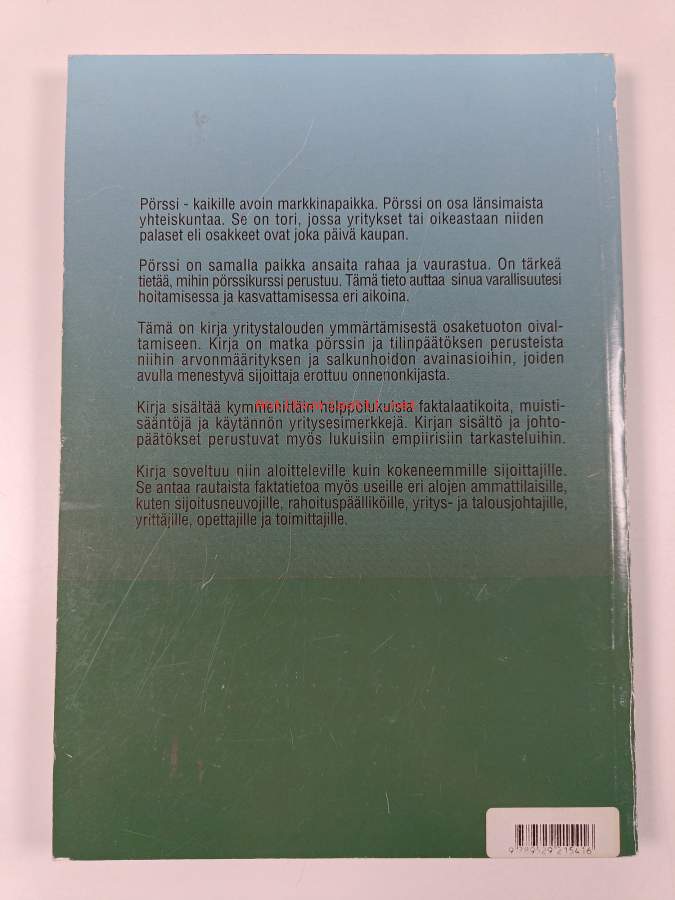 Pörssi - kaikille avoin markkinapaikka. Pörssi on osa länsimaista
yhteiskuntaa. Se on tori, jossa yritykset tai oikeastaan niiden
palaset eli osakkeet ovat joka päivä kaupan.
Pörssi on samalla paikka ansaita rahaa ja vaurastua. On tärkeä
tietää, mihin pörssikurssi perustuu. Tämä tieto auttaa sinua varallisuutesi
hoitamisessa ja kasvattamisessa eri aikoina.
Tämä on kirja yritystalouden ymmärtämisestä osaketuoton oival-
tamiseen. Kirja on matka pörssin ja tilinpäätöksen perusteista
niihin arvonmäärityksen ja salkunhoidon avainasioihin, joiden
avulla menestyvä sijoittaja erottuu onnenonkijasta.
Kirja sisältää kymmenittäin helppolukuisia faktalaatikoita, muisti-
sääntöjä ja käytännön yritysesimerkkejä. Kirjan sisältö ja johto-
päätökset perustuvat myös lukuisiin empiirisiin tarkasteluihin.
Kirja soveltuu niin aloitteleville kuin kokeneemmille sijoittajille.
Se antaa rautaista faktatietoa myös useille eri alojen ammattilaisille,
kuten sijoitusneuvojille, rahoituspäälliköille, yritys- ja talousjohtajille,
yrittäjille, opettajille ja toimittajille.